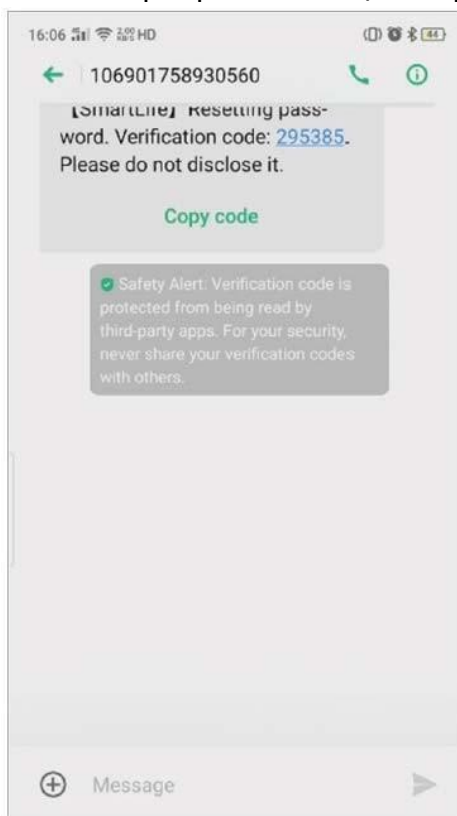 16:06 HD 44
106901758930560
【SmartLife】 Resetting pass-
word. Verification code: 295385.
Please do not disclose it.
Copy code
Safety Alert: Verification code is
protected from being read by
third-party apps. For your security,
never share your verification codes
with others.
Message